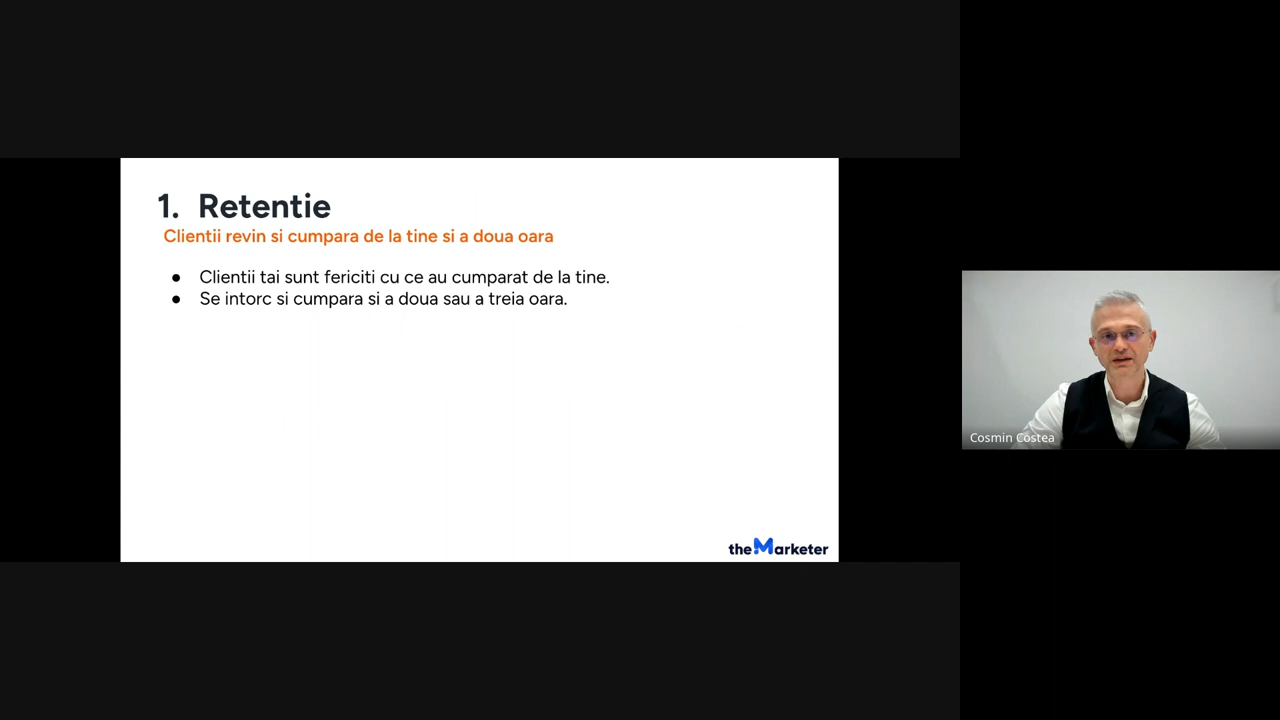 1. Retentie
Clientii revin si cumpara de la tine si a doua oara
● Clientii tai sunt fericiti cu ce au cumparat de la tine.
● Se intorc si cumpara si a doua sau a treia oara.
theMarketer
Cosmin Costea